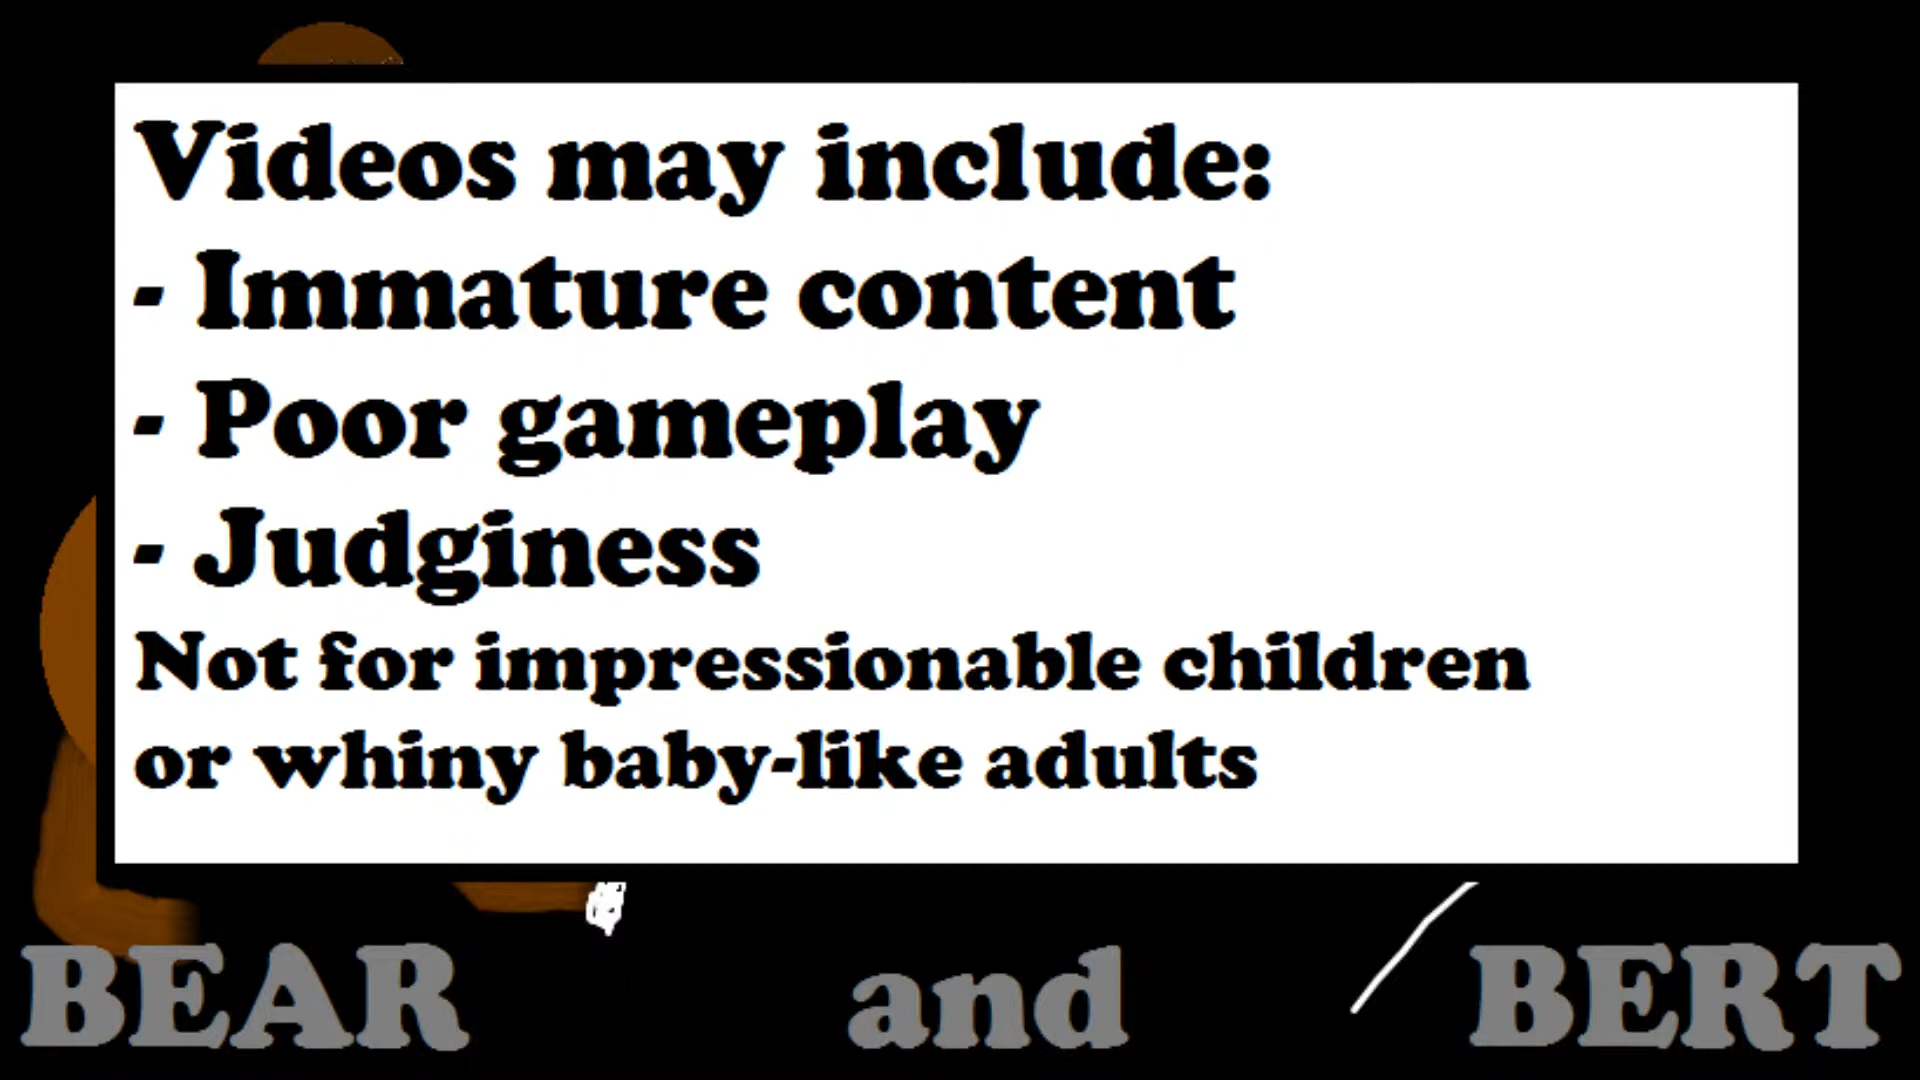 Videos may include:
- Immature content
- Poor gameplay
- Judginess
Not for impressionable children
or whiny baby-like adults
BEAR and BERT